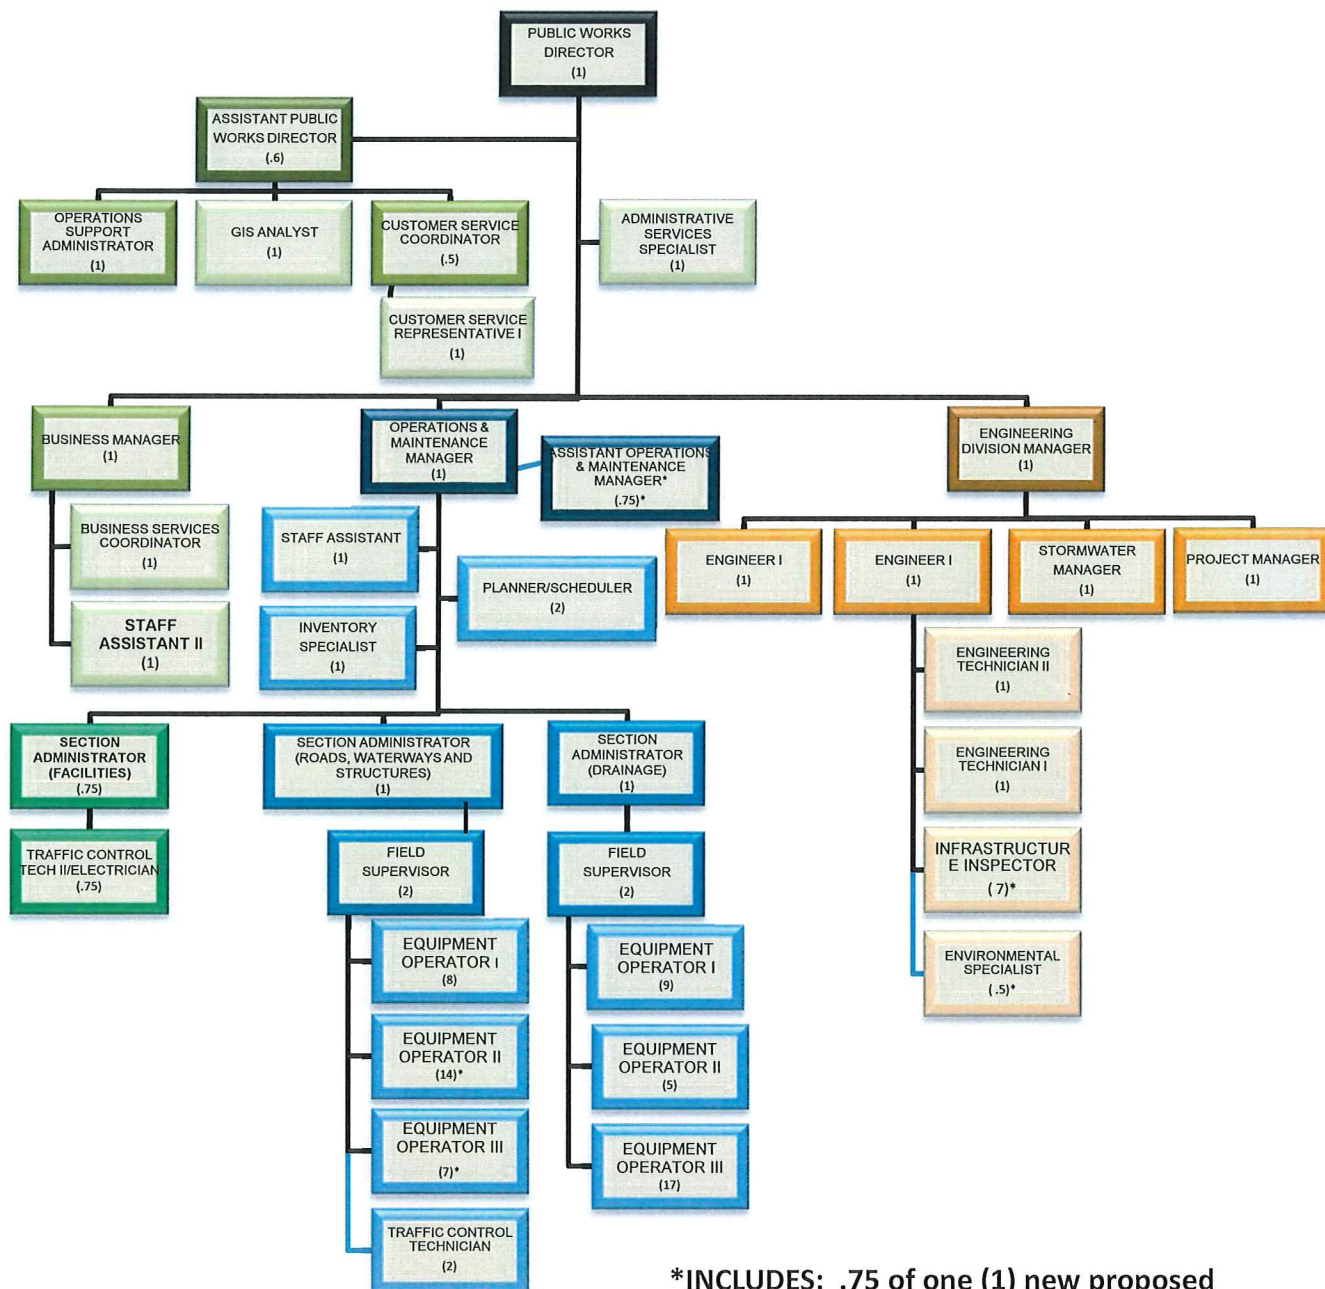 PUBLIC WORKS
DIRECTOR
(1)
ASSISTANT PUBLIC
WORKS DIRECTOR
(.6)
OPERATIONS
SUPPORT
ADMINISTRATOR
(1)
GIS ANALYST
(1)
CUSTOMER SERVICE
COORDINATOR
(.5)
ADMINISTRATIVE
SERVICES
SPECIALIST
(1)
CUSTOMER SERVICE
REPRESENTATIVE I
(1)
BUSINESS MANAGER
(1)
OPERATIONS &
MAINTENANCE
MANAGER
(1)
ASSISTANT OPERATIONS
& MAINTENANCE
MANAGER*
(.75)*
ENGINEERING
DIVISION MANAGER
(1)
BUSINESS SERVICES
COORDINATOR
(1)
STAFF
ASSISTANT II
(1)
STAFF ASSISTANT
(1)
PLANNER/SCHEDULER
(2)
INVENTORY
SPECIALIST
(1)
ENGINEER I
(1)
ENGINEER I
(1)
STORMWATER
MANAGER
(1)
PROJECT MANAGER
(1)
ENGINEERING
TECHNICIAN II
(1)
ENGINEERING
TECHNICIAN I
(1)
INFRASTRUCTUR
E INSPECTOR
( 7)*
ENVIRONMENTAL
SPECIALIST
( .5)*
SECTION
ADMINISTRATOR
(FACILITIES)
(.75)
TRAFFIC CONTROL
TECH II/ELECTRICIAN
(.75)
SECTION ADMINISTRATOR
(ROADS, WATERWAYS AND
STRUCTURES)
(1)
FIELD
SUPERVISOR
(2)
EQUIPMENT
OPERATOR I
(8)
EQUIPMENT
OPERATOR II
(14)*
EQUIPMENT
OPERATOR III
(7)*
TRAFFIC CONTROL
TECHNICIAN
(2)
SECTION
ADMINISTRATOR
(DRAINAGE)
(1)
FIELD
SUPERVISOR
(2)
EQUIPMENT
OPERATOR I
(9)
EQUIPMENT
OPERATOR II
(5)
EQUIPMENT
OPERATOR III
(17)
*INCLUDES: .75 of one (1) new proposed